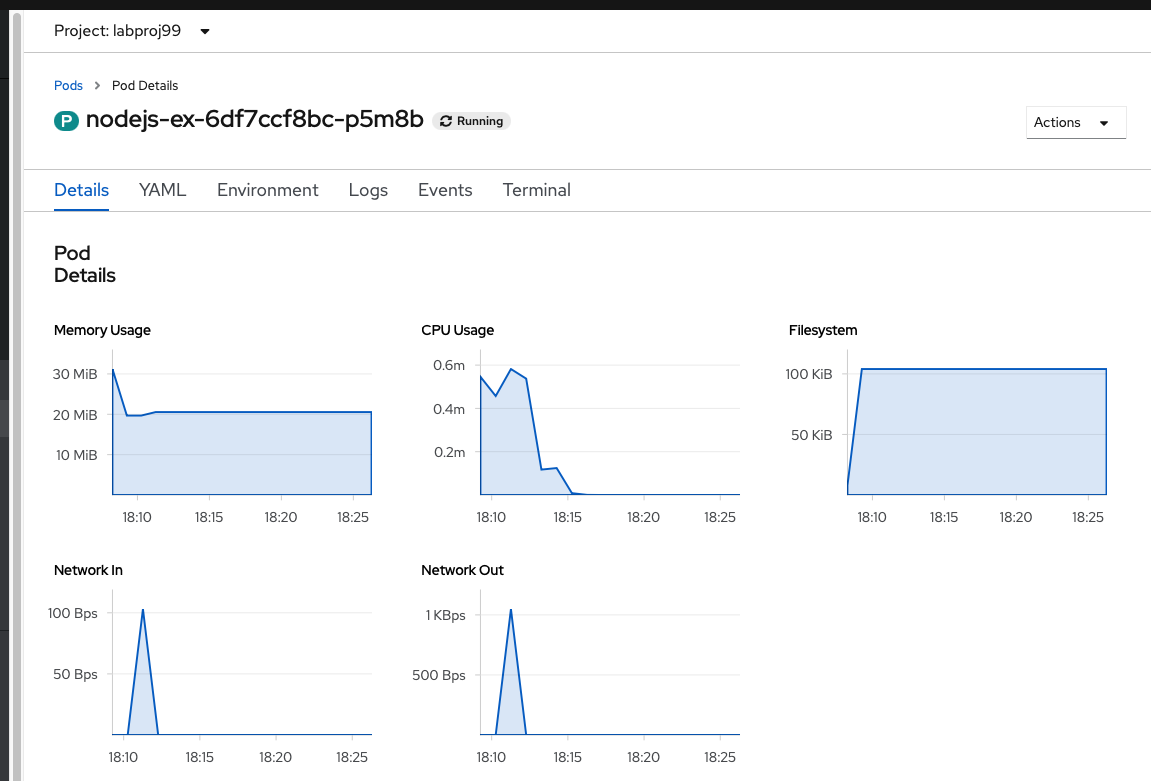 Project: labproj99
Pods > Pod Details
P nodejs-ex-6df7ccf8bc-p5m8b Running
Actions
Details YAML Environment Logs Events Terminal
Pod
Details
Memory Usage
30 MiB
20 MiB
10 MiB
18:10 18:15 18:20 18:25
CPU Usage
0.6m
0.4m
0.2m
18:10 18:15 18:20 18:25
Filesystem
100 KiB
50 KiB
18:10 18:15 18:20 18:25
Network In
100 Bps
50 Bps
18:10 18:15 18:20 18:25
Network Out
1 KBps
500 Bps
18:10 18:15 18:20 18:25